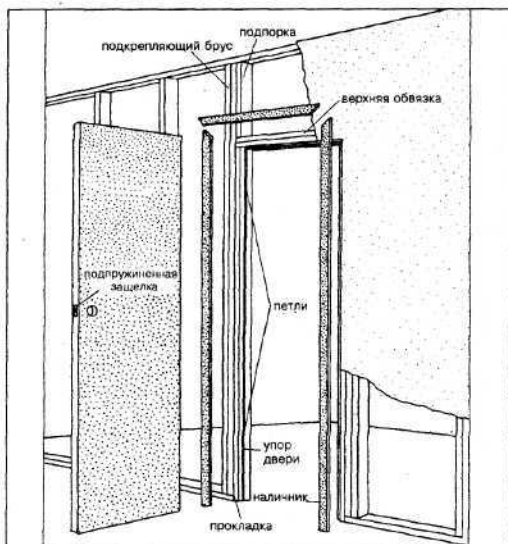 подкрепляющий брус
подпорка
верхняя обвязка
подпружиненная
защелка
петли
упор
двери
наличник
прокладка